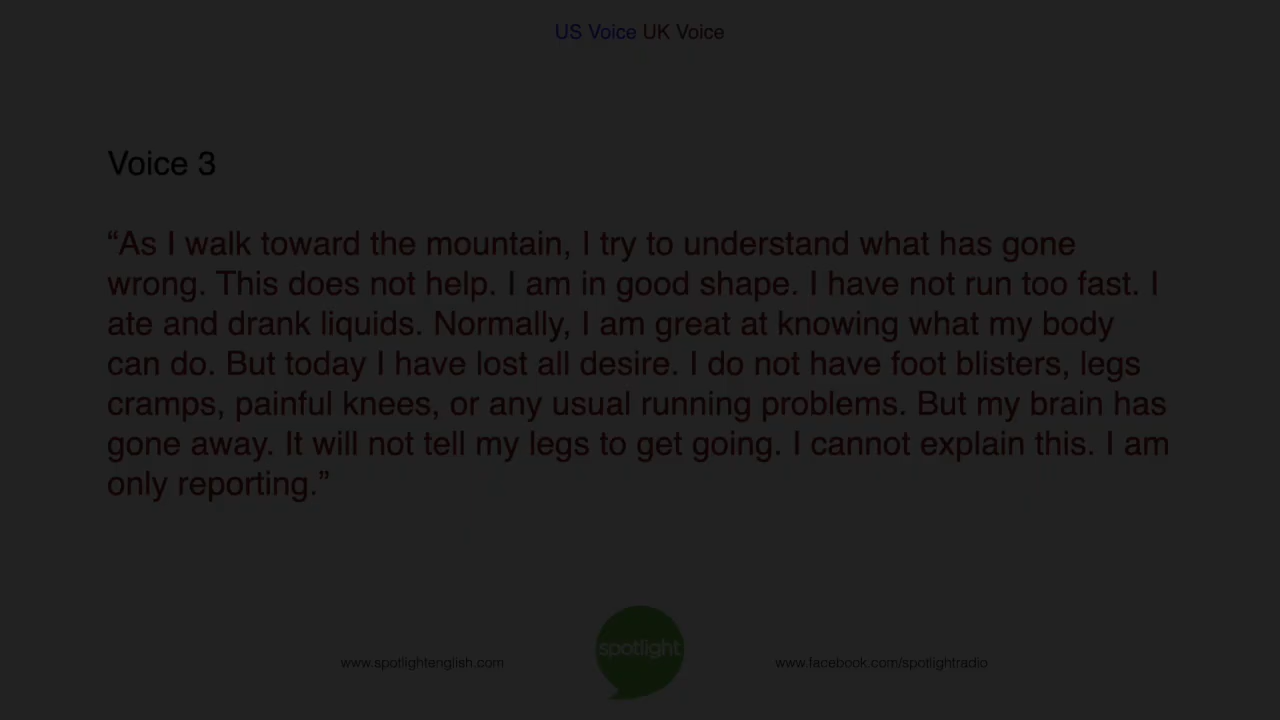 US Voice UK Voice
Voice 3
“As I walk toward the mountain, I try to understand what has gone
wrong. This does not help. I am in good shape. I have not run too fast. I
ate and drank liquids. Normally, I am great at knowing what my body
can do. But today I have lost all desire. I do not have foot blisters, legs
cramps, painful knees, or any usual running problems. But my brain has
gone away. It will not tell my legs to get going. I cannot explain this. I am
only reporting.”
spotlight
www.spotlightenglish.com
www.facebook.com/spotlightradio